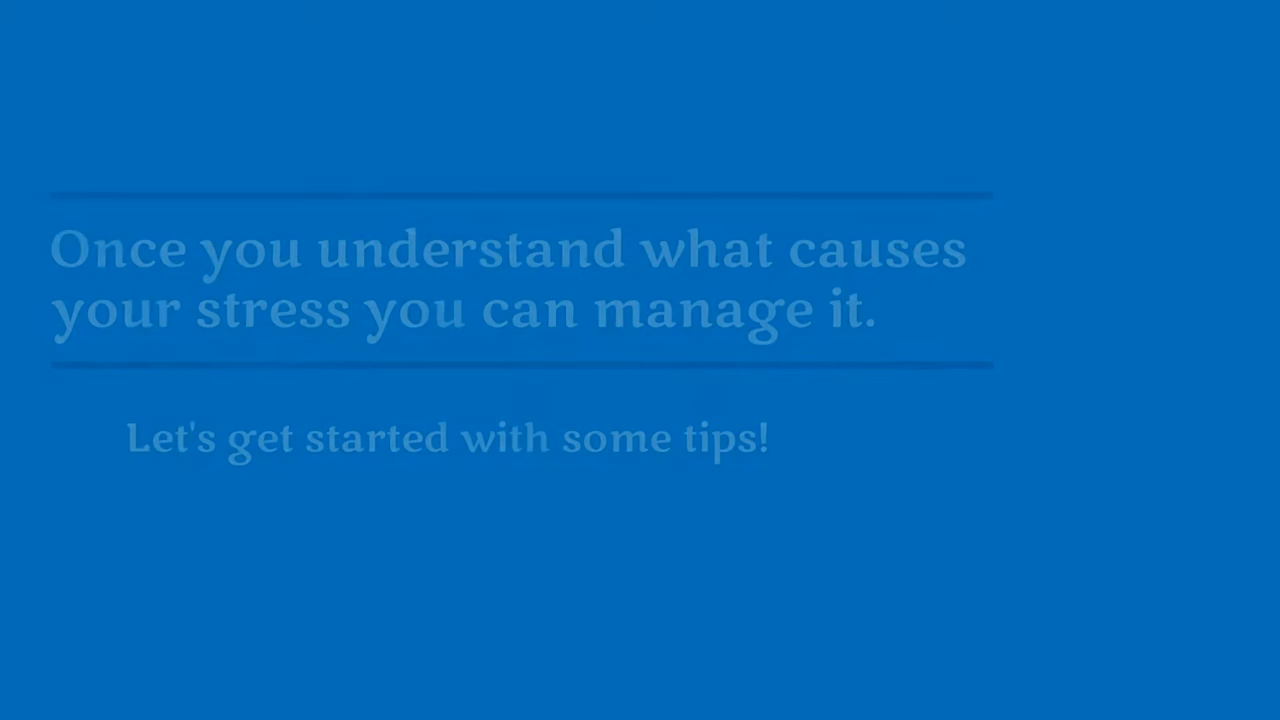 Once you understand what causes
your stress you can manage it.
Let's get started with some tips!